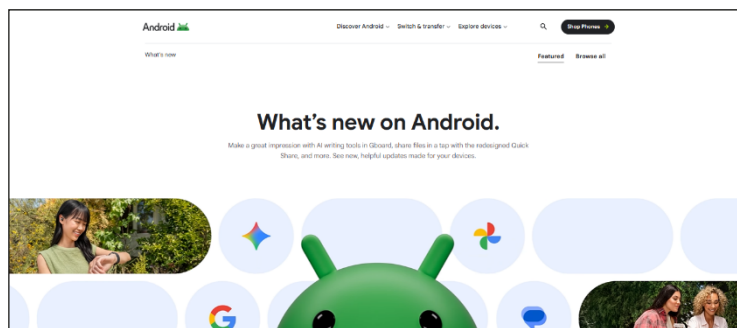 Android
Discover Android
Switch & transfer
Explore devices
Shop Phones
What's new
Featured
Browse all
What's new on Android.
Make a great impression with AI writing tools in Gboard, share files in a tap with the redesigned Quick
Share, and more. See new, helpful updates made for your devices.